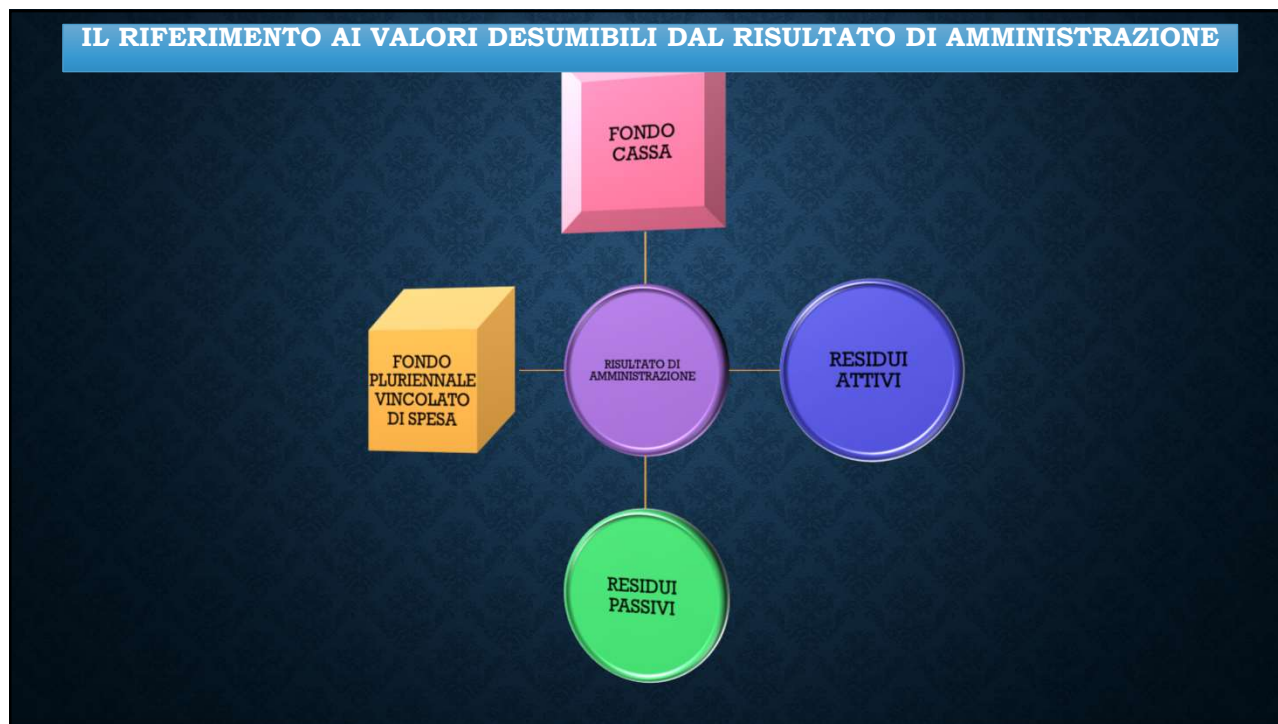 IL RIFERIMENTO AI VALORI DESUMIBILI DAL RISULTATO DI AMMINISTRAZIONE
FONDO
CASSA
FONDO
PLURIENNALE
VINCOLATO
DI SPESA
RISULTATO DI
AMMINISTRAZIONE
RESIDUI
ATTIVI
RESIDUI
PASSIVI